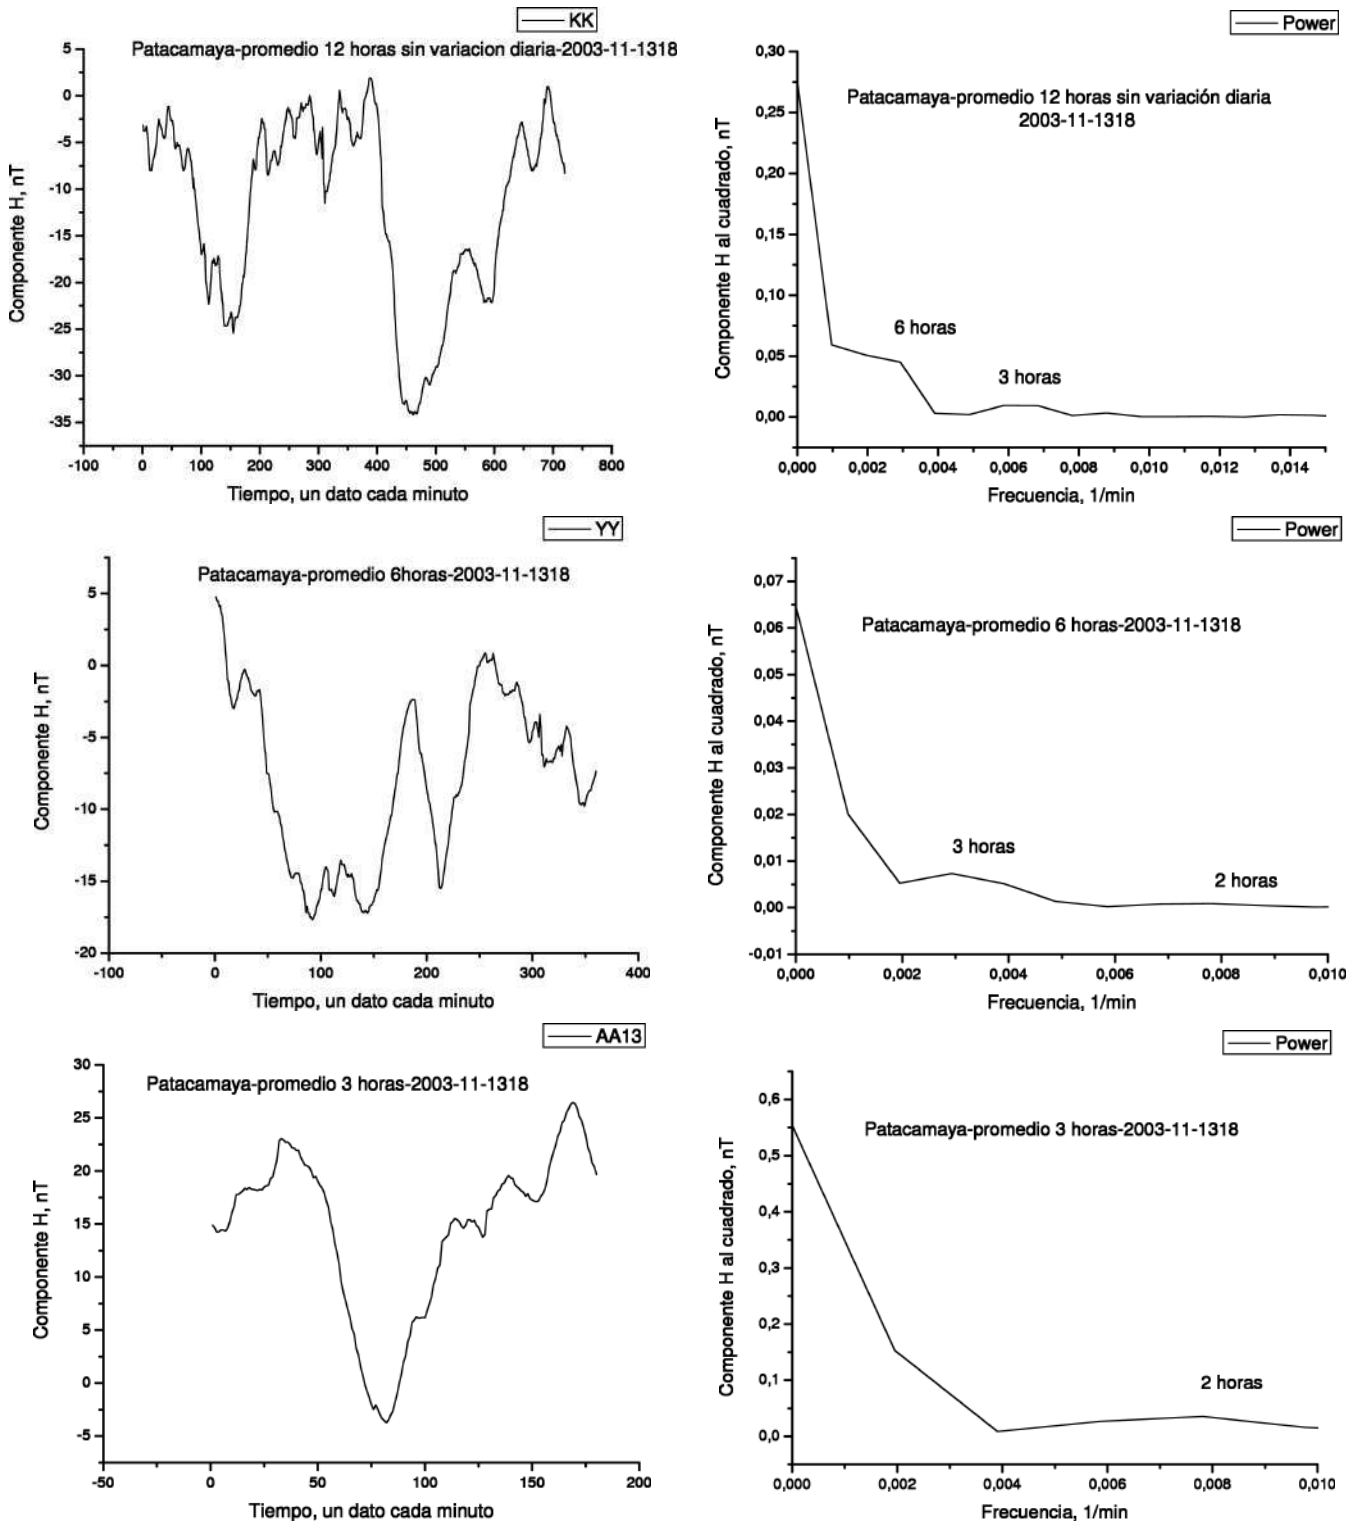 KK
Patacamaya-promedio 12 horas sin variacion diaria-2003-11-1318
5
0
-5
-10
-15
-20
-25
-30
-35
Componente H, nT
-100 0 100 200 300 400 500 600 700 800
Tiempo, un dato cada minuto
Power
Patacamaya-promedio 12 horas sin variación diaria
2003-11-1318
0,30
0,25
0,20
0,15
0,10
0,05
0,00
Componente H al cuadrado, nT
6 horas
3 horas
0,000 0,002 0,004 0,006 0,008 0,010 0,012 0,014
Frecuencia, 1/min
YY
Patacamaya-promedio 6horas-2003-11-1318
5
0
-5
-10
-15
-20
Componente H, nT
-100 0 100 200 300 400
Tiempo, un dato cada minuto
Power
Patacamaya-promedio 6 horas-2003-11-1318
0,07
0,06
0,05
0,04
0,03
0,02
0,01
0,00
-0,01
Componente H al cuadrado, nT
3 horas
2 horas
0,000 0,002 0,004 0,006 0,008 0,010
Frecuencia, 1/min
AA13
Patacamaya-promedio 3 horas-2003-11-1318
30
25
20
15
10
5
0
-5
Componente H, nT
-50 0 50 100 150 200
Tiempo, un dato cada minuto
Power
Patacamaya-promedio 3 horas-2003-11-1318
0,6
0,5
0,4
0,3
0,2
0,1
0,0
Componente H al cuadrado, nT
2 horas
0,000 0,002 0,004 0,006 0,008 0,010
Frecuencia, 1/min